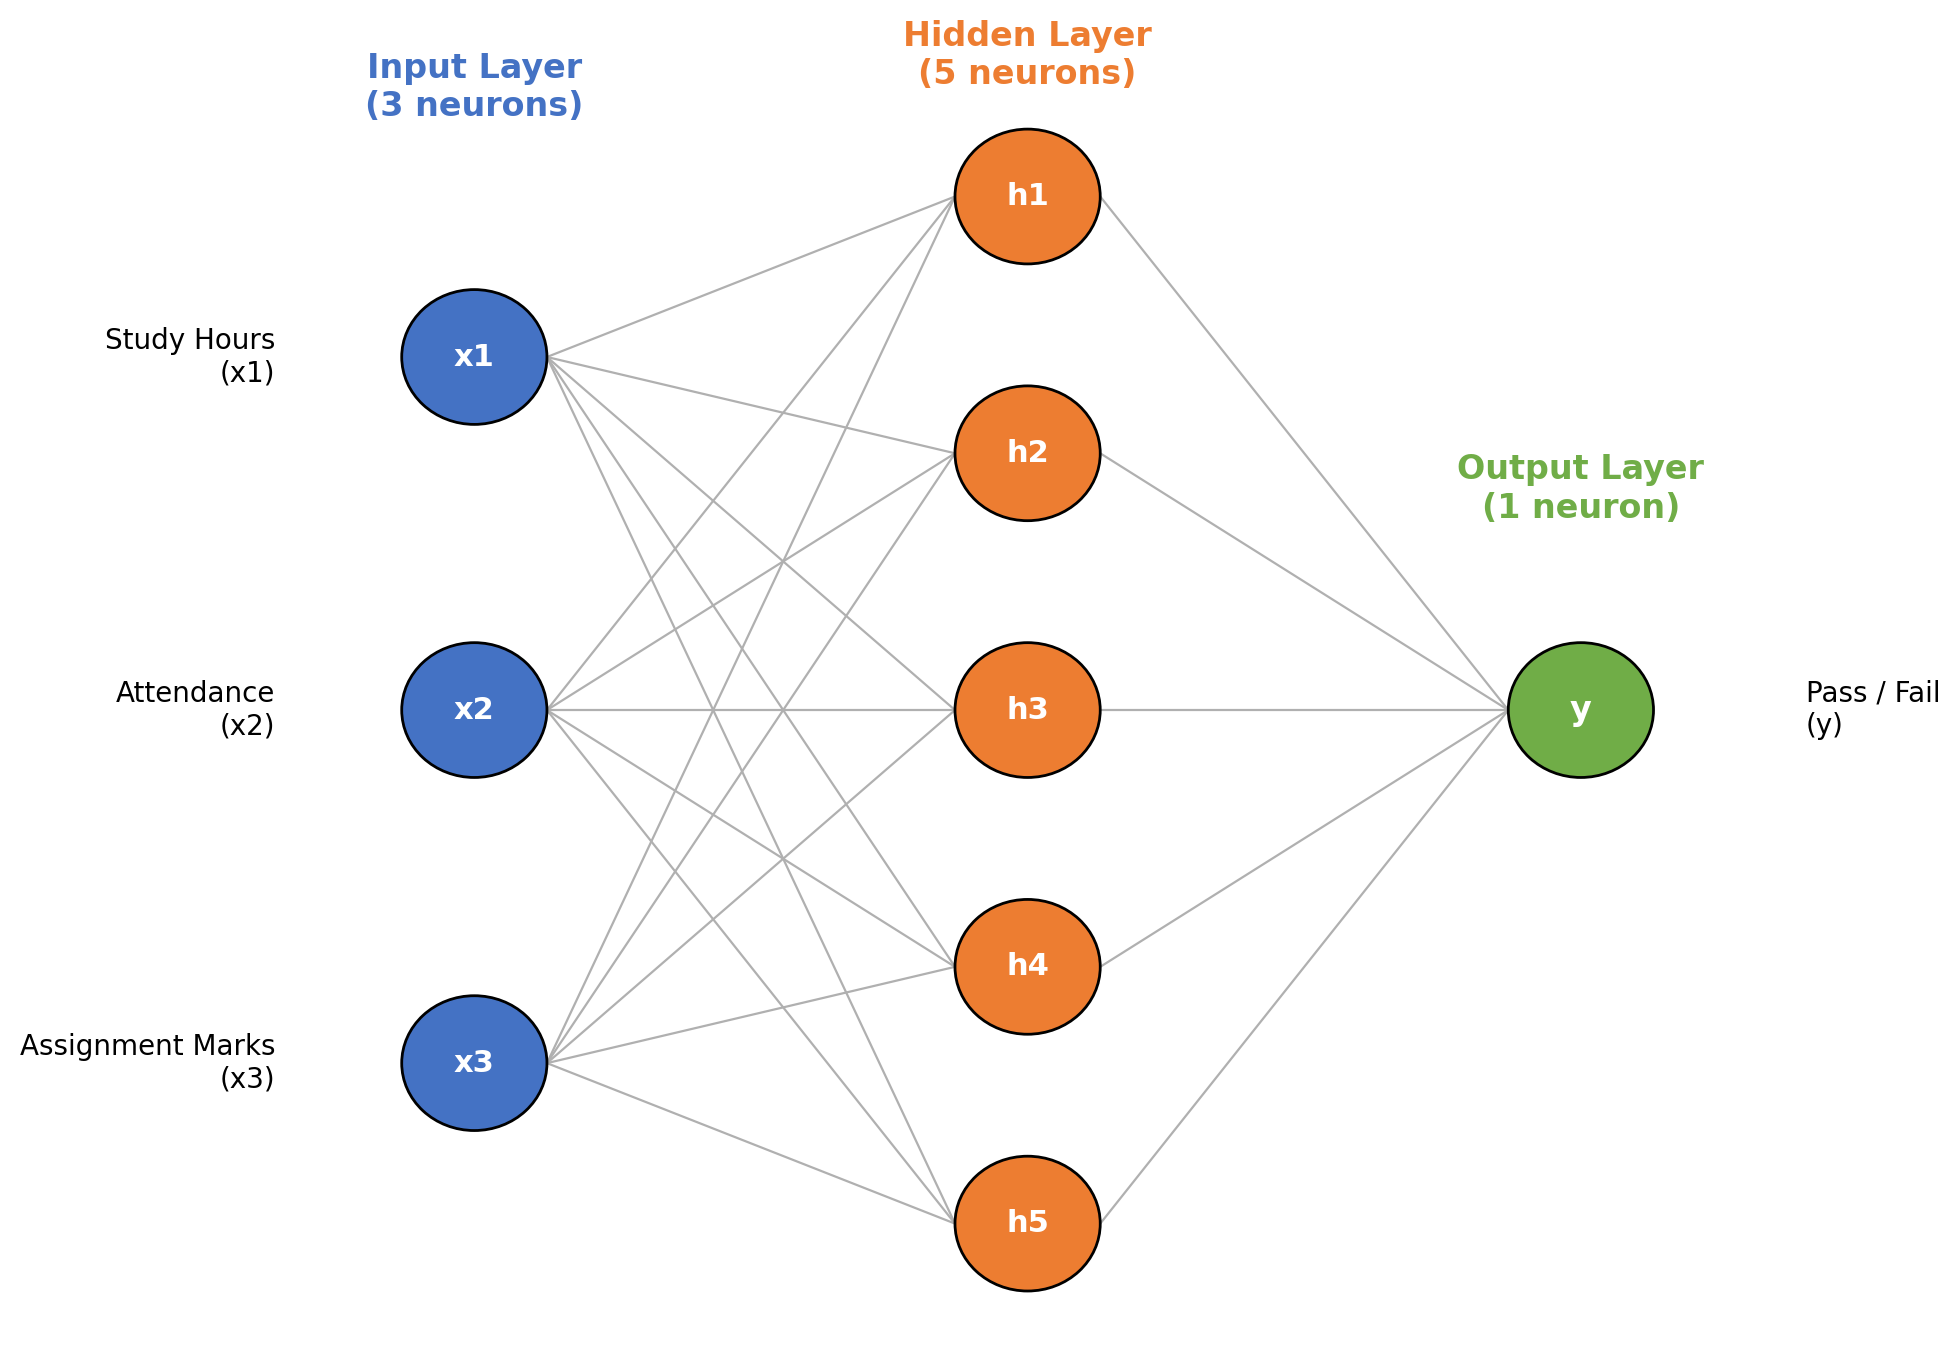 Input Layer
(3 neurons)
Hidden Layer
(5 neurons)
Output Layer
(1 neuron)
Study Hours
(x1)
Attendance
(x2)
Assignment Marks
(x3)
x1
x2
x3
h1
h2
h3
h4
h5
y
Pass / Fail
(y)